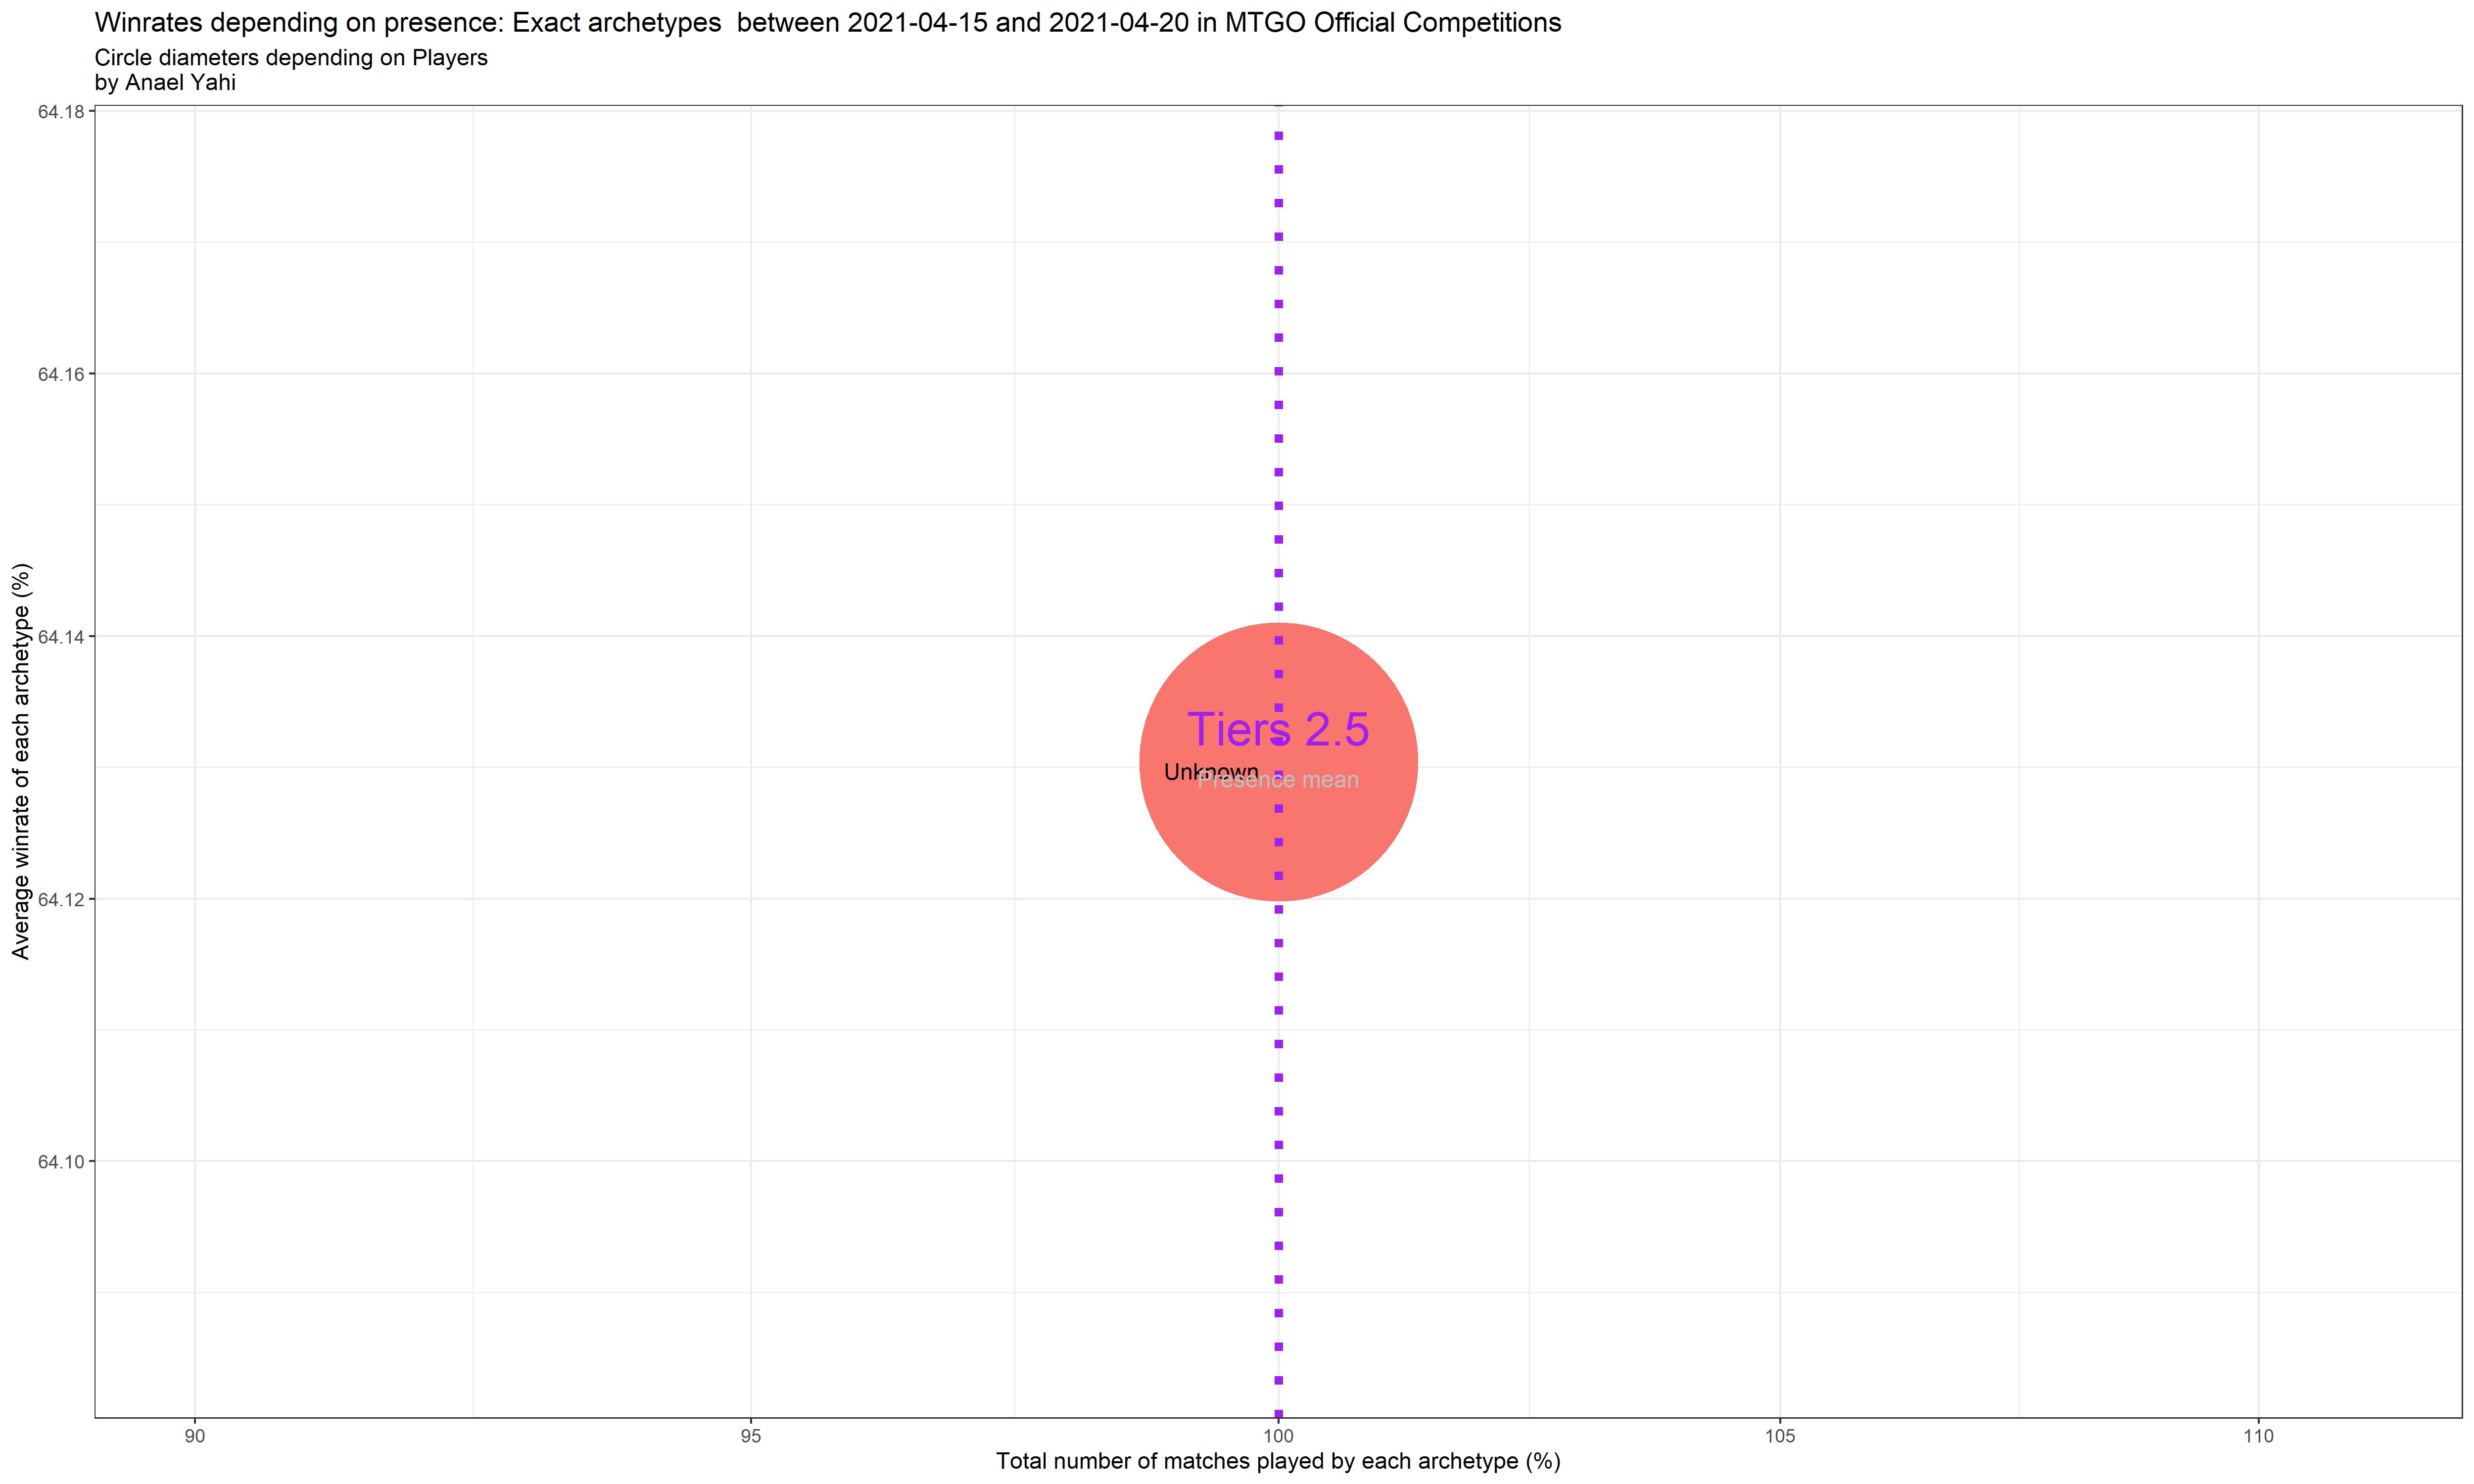 Winrates depending on presence: Exact archetypes  between 2021-04-15 and 2021-04-20 in MTGO Official Competitions
Circle diameters depending on Players
by Anael Yahi
Average winrate of each archetype (%)
64.18
64.16
64.14
64.12
64.10
Tiers 2.5
Unknown
Presence mean
90
95
100
105
110
Total number of matches played by each archetype (%)